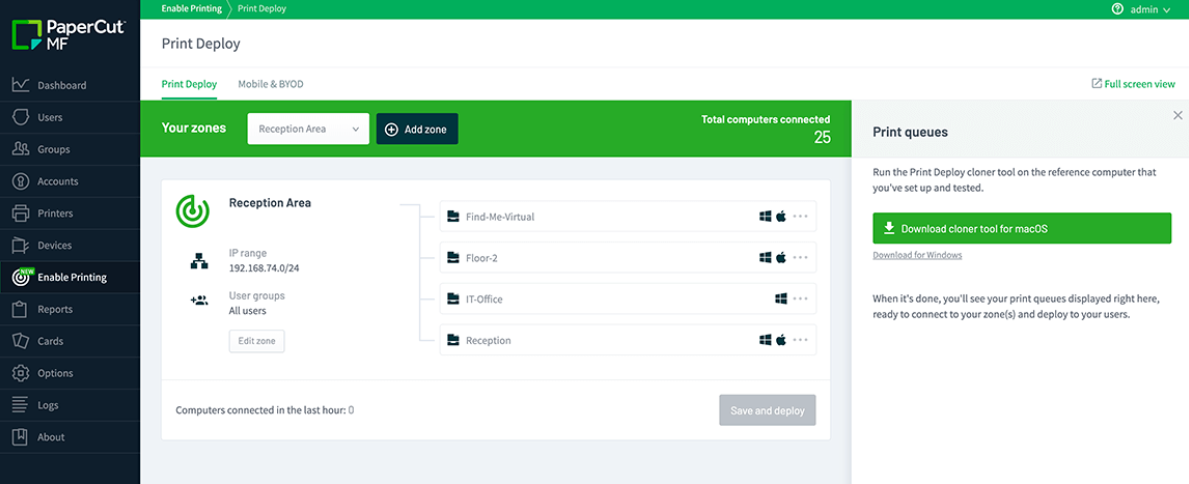 PaperCut
MF
Enable Printing Print Deploy
admin
Print Deploy
Print Deploy Mobile & BYOD
Full screen view
Dashboard
Users
Groups
Accounts
Printers
Devices
NEW
Enable Printing
Reports
Cards
Options
Logs
About
Your zones
Reception Area
Add zone
Total computers connected
25
Reception Area
IP range
192.168.74.0/24
User groups
All users
Edit zone
Find-Me-Virtual
Floor-2
IT-Office
Reception
Computers connected in the last hour: 0
Save and deploy
Print queues
Run the Print Deploy cloner tool on the reference computer that
you've set up and tested.
Download cloner tool for macOS
Download for Windows
When it's done, you'll see your print queues displayed right here,
ready to connect to your zone(s) and deploy to your users.